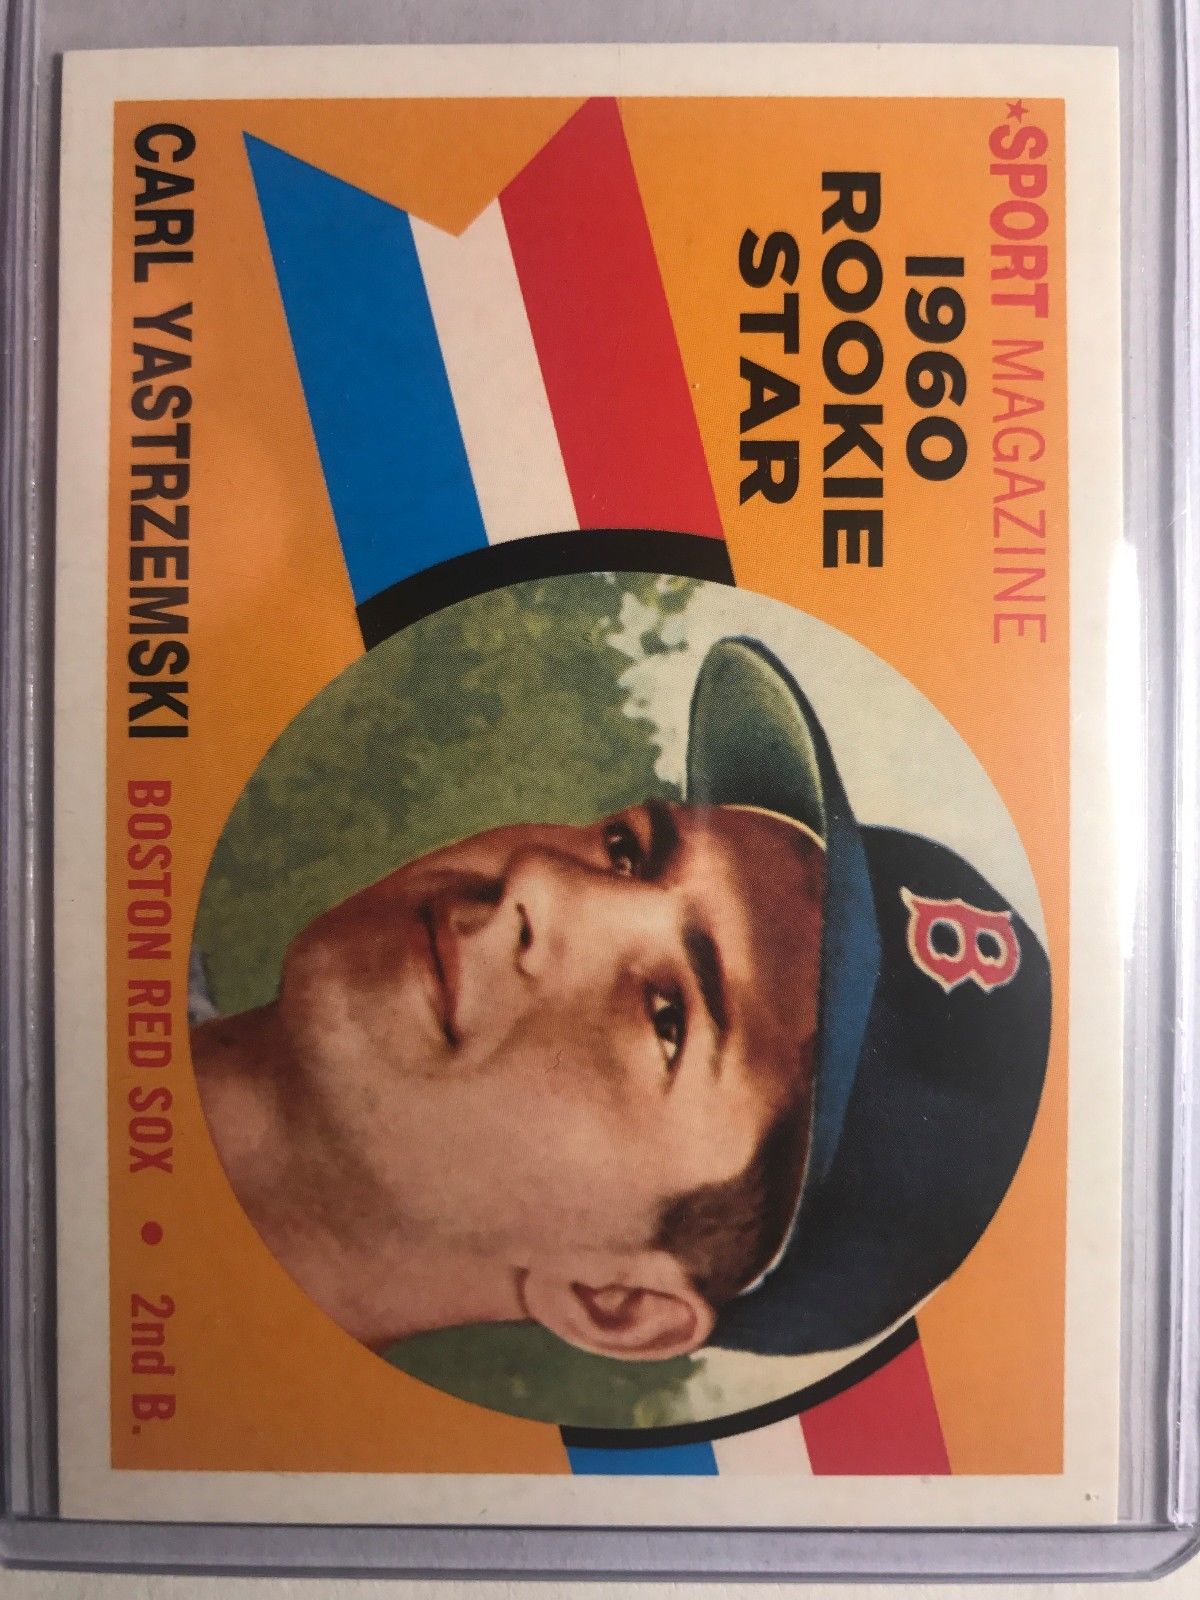 ★SPORT MAGAZINE
1960
ROOKIE
STAR
B
CARL YASTRZEMSKI BOSTON RED SOX • 2nd B.